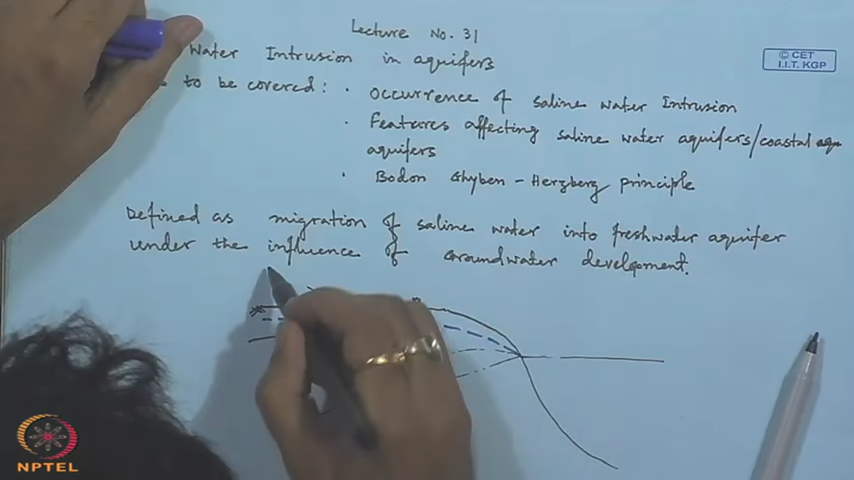 Lecture No. 31
© CET
I.I.T. KGP
Water Intrusion in aquifers
to be covered : · Occurrence of saline water Intrusion
· Features affecting saline water aquifers/coastal
aquifers
· Bodon Ghyben - Herzberg principle
Defined as migration of saline water into freshwater aquifer
under the influence of Groundwater development.
NPTEL